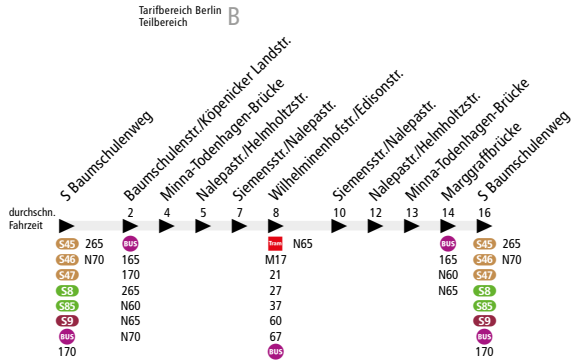 Tarifbereich Berlin
Teilbereich
B
S Baumschulenweg
Baumschulenstr./Köpenicker Landstr.
Minna-Todenhagen-Brücke
Nalepastr./Helmholtzstr.
Siemensstr./Nalepastr.
Wilhelminenhofstr./Edisonstr.
Siemensstr./Nalepastr.
Nalepastr./Helmholtzstr.
Minna-Todenhagen-Brücke
Marggraffbrücke
S Baumschulenweg
durchschn. 2 4 5 7 8 10 12 13 14 16
Fahrzeit
S45 265 BUS Tram N65 BUS S45 265
S46 N70 165 M17 165 S46 N70
S47 170 21 N60 S47
S8 265 27 N65 S8
S85 N60 37 S85
S9 N65 60 S9
BUS N70 67 BUS
170 BUS 170